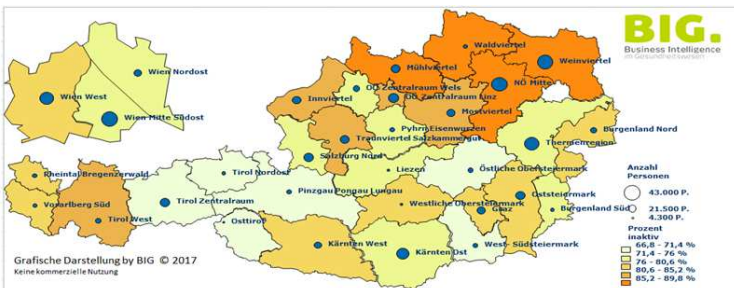 BIG.
Business Intelligence
im Gesundheitswesen
Waldviertel
Mühlviertel
Weinviertel
Wien Nordost
OÖ Zentralraum Wels
NÖ Mitte
Wien West
Innviertel
OÖ Zentralraum Linz
Mostviertel
Wien Mitte Südost
Pyhrn Eisenwurzen
Burgenland Nord
Traunviertel Salzkammergut
Thermenregion
Salzburg Nord
Liezen
Östliche Obersteiermark
Rheintal Bregenzerwald
Tirol Nordost
Pinzgau Pongau Lungau
Anzahl
Personen
43.000 P.
21.500 P.
4.300 P.
Vorarlberg Süd
Tirol Zentralraum
Westliche Obersteiermark
Oststeiermark
Graz
Burgenland Süd
Tirol West
Osttirol
Kärnten West
Kärnten Ost
West- Südsteiermark
Prozent
inaktiv
66,8 - 71,4 %
71,4 - 76 %
76 - 80,6 %
80,6 - 85,2 %
85,2 - 89,8 %
Grafische Darstellung by BIG © 2017
Keine kommerzielle Nutzung